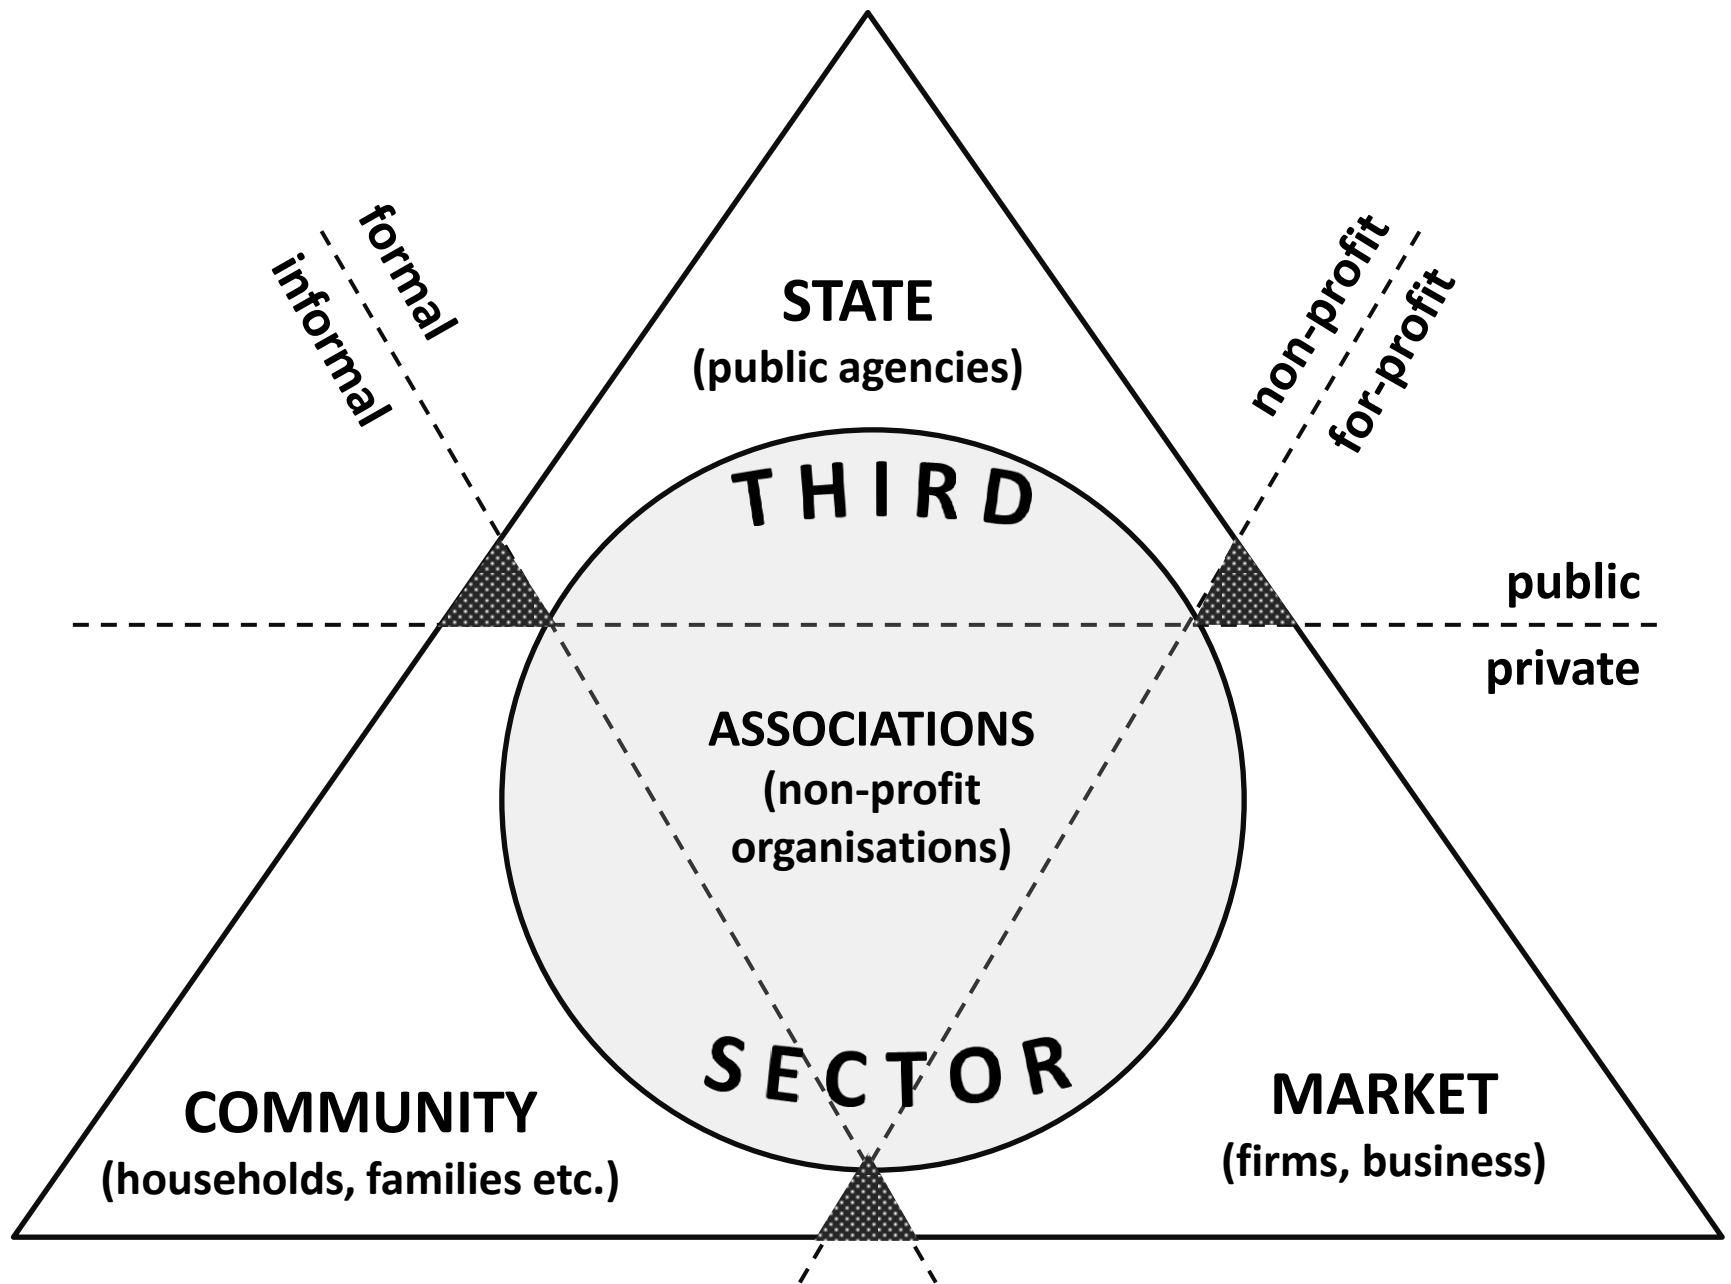 formal
informal
non-profit
for-profit
STATE
(public agencies)
THIRD
public
private
ASSOCIATIONS
(non-profit
organisations)
SECTOR
COMMUNITY
(households, families etc.)
MARKET
(firms, business)